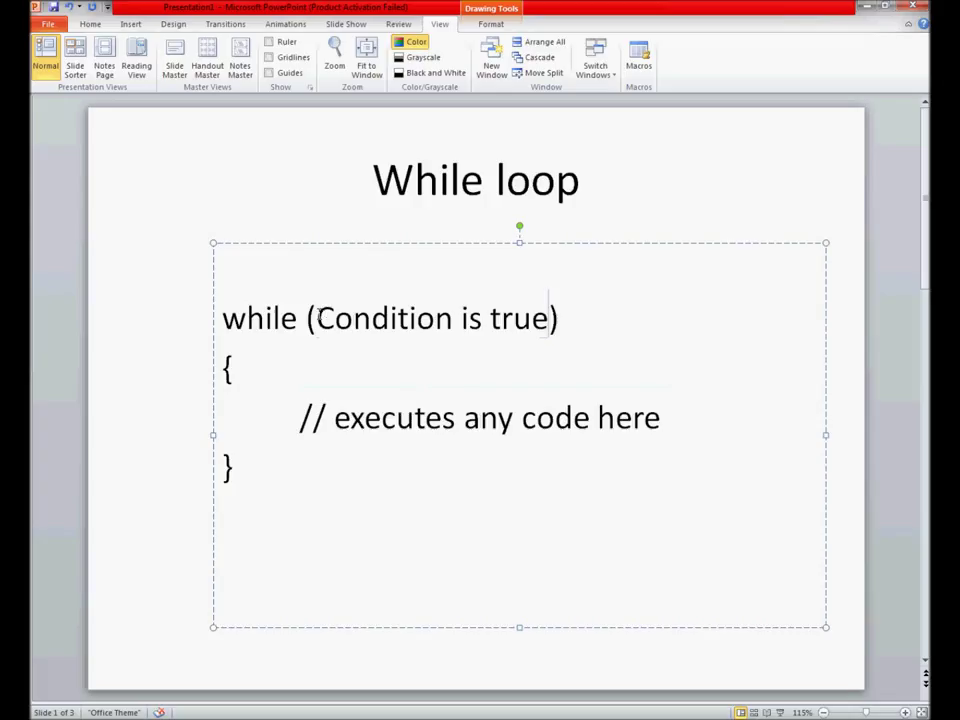 Presentation1 - Microsoft PowerPoint (Product Activation Failed)
Drawing Tools
File Home Insert Design Transitions Animations Slide Show Review View Format
Normal
Slide Sorter
Notes Page
Reading View
Presentation Views
Slide Master
Handout Master
Notes Master
Master Views
Ruler
Gridlines
Guides
Show
Zoom
Fit to Window
Zoom
Color
Grayscale
Black and White
Color/Grayscale
New Window
Arrange All
Cascade
Move Split
Switch Windows
Window
Macros
Macros
While loop
while (Condition is true)
{
// executes any code here
}
Slide 1 of 3 "Office Theme" 115%